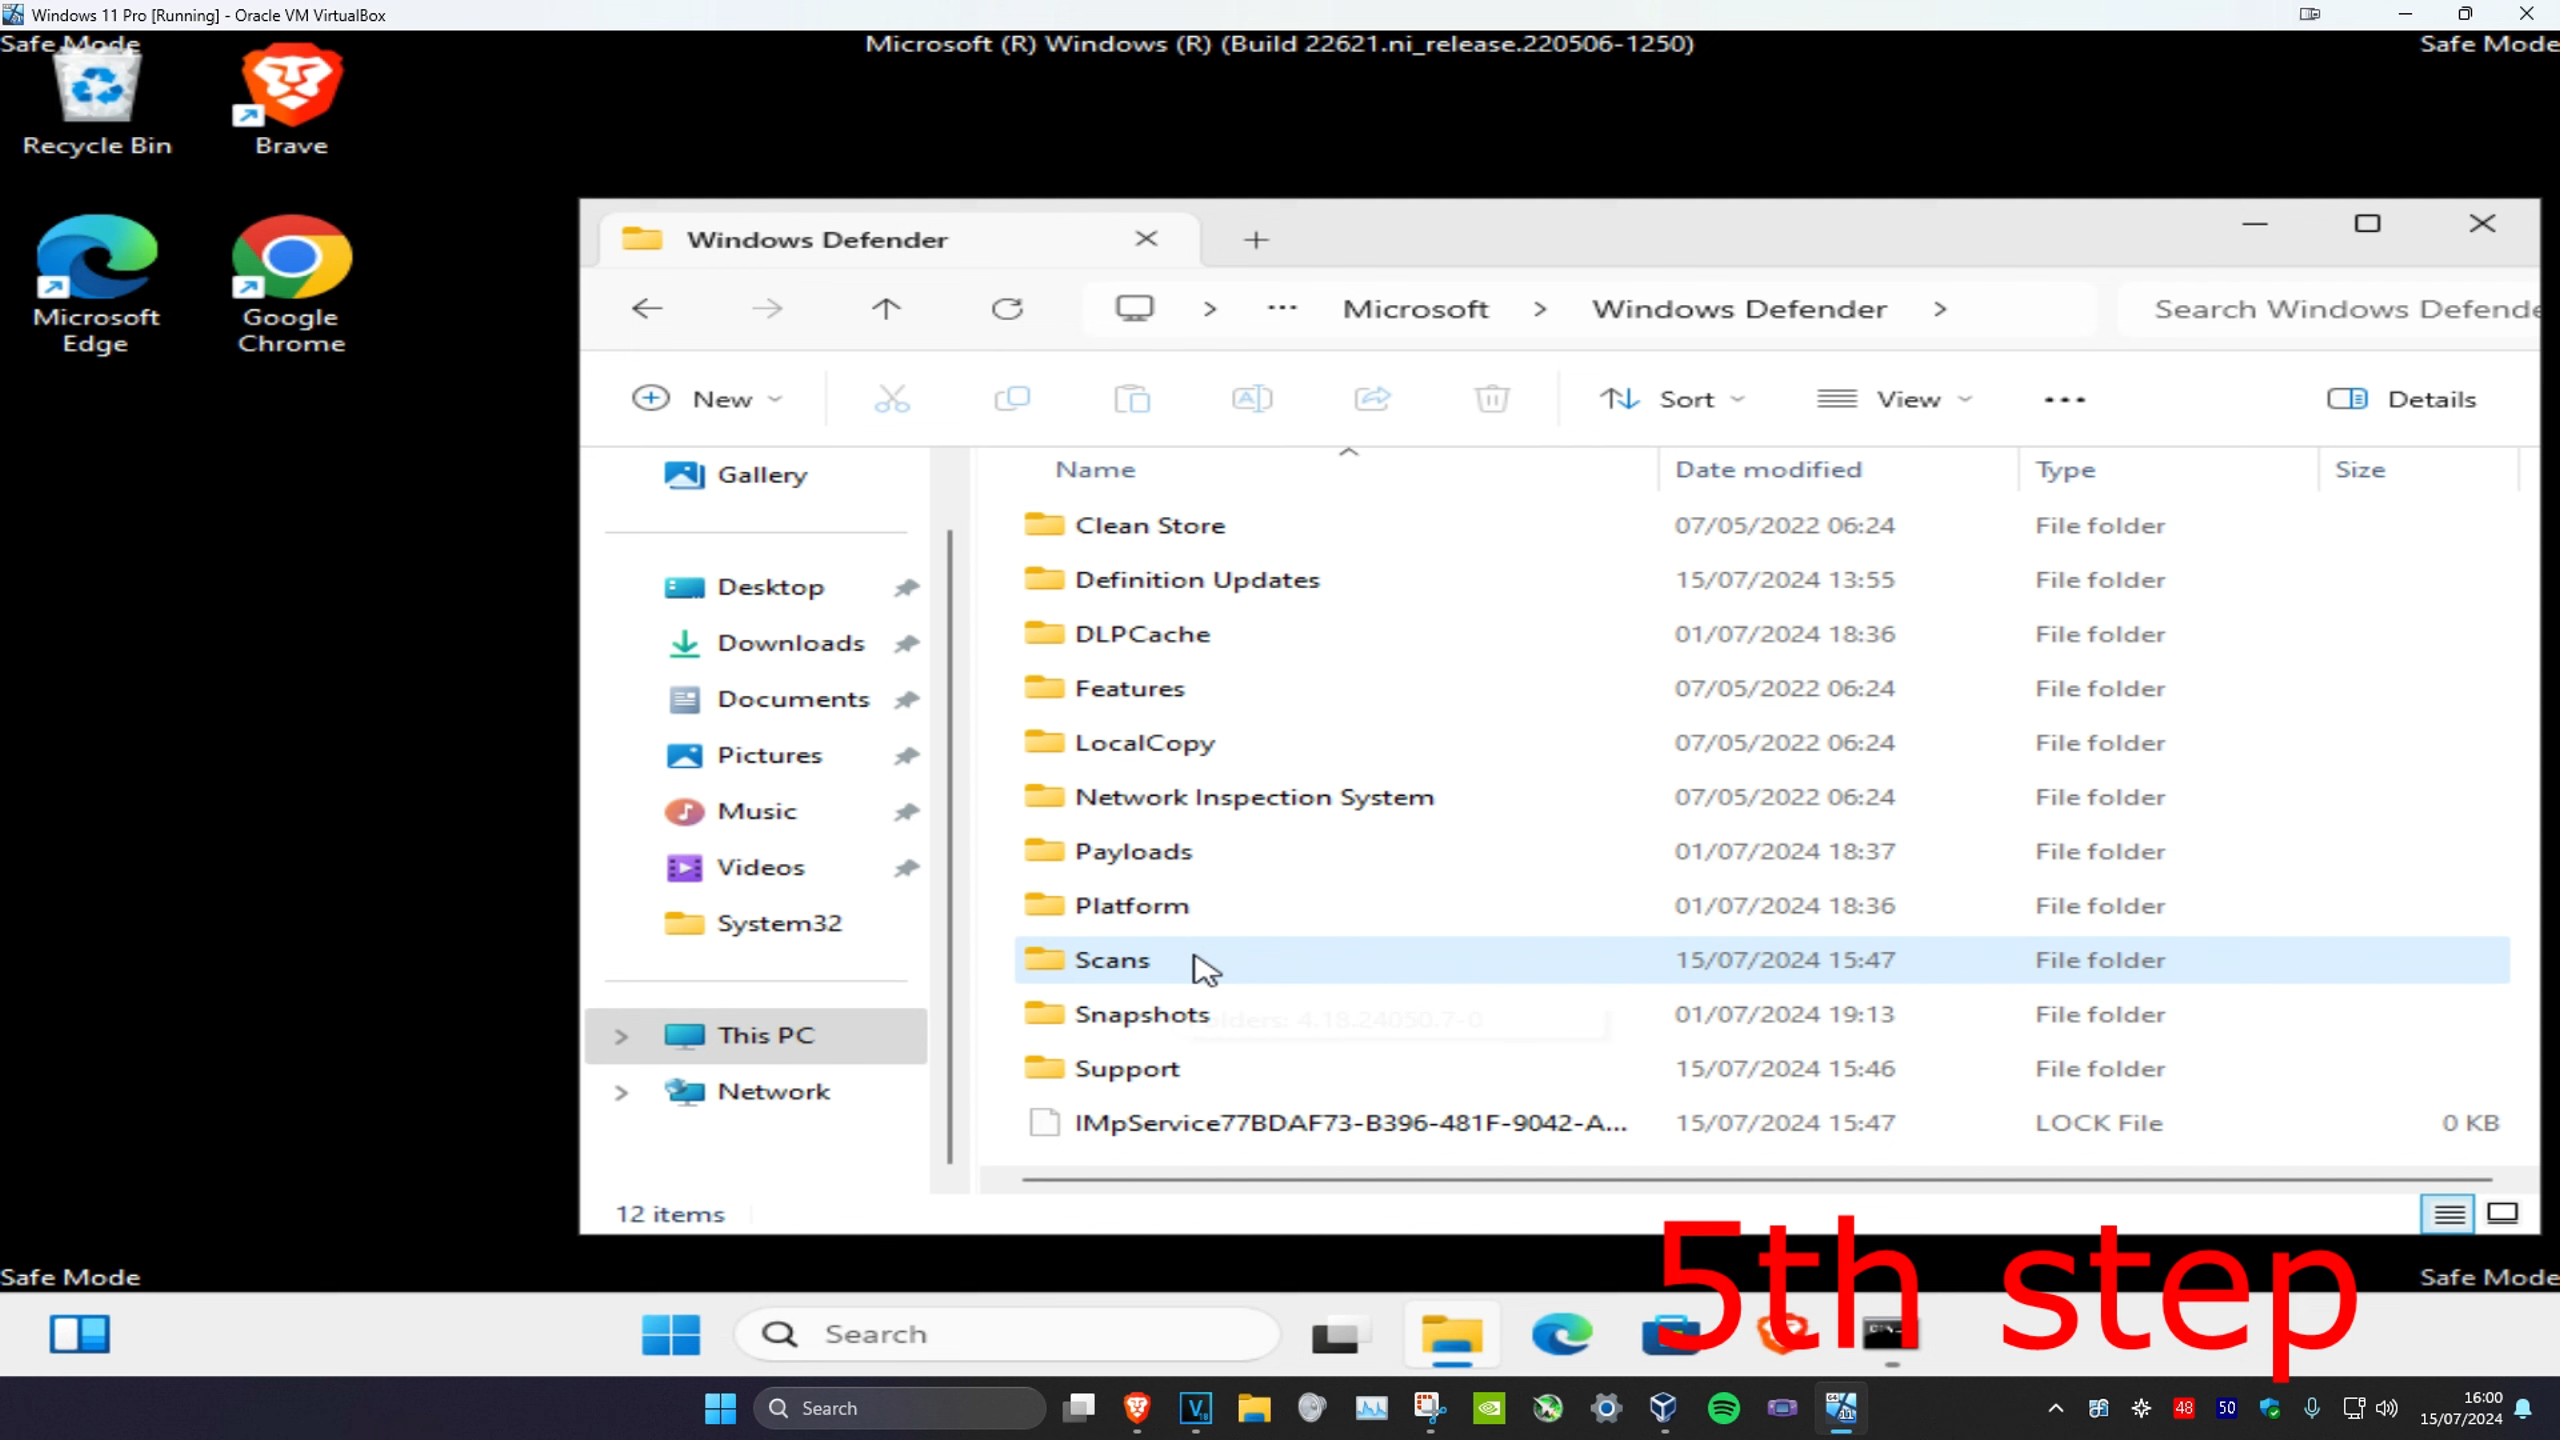 Windows 11 Pro [Running] - Oracle VM VirtualBox
Safe Mode
Microsoft (R) Windows (R) (Build 22621.ni_release.220506-1250)
Safe Mode
Recycle Bin
Brave
Microsoft
Edge
Google
Chrome
Windows Defender
Microsoft
Windows Defender
Search Windows Defende
New
Sort
View
Details
Gallery
Desktop
Downloads
Documents
Pictures
Music
Videos
System32
This PC
Network
Name Date modified Type Size
Clean Store 07/05/2022 06:24 File folder
Definition Updates 15/07/2024 13:55 File folder
DLPCache 01/07/2024 18:36 File folder
Features 07/05/2022 06:24 File folder
LocalCopy 07/05/2022 06:24 File folder
Network Inspection System 07/05/2022 06:24 File folder
Payloads 01/07/2024 18:37 File folder
Platform 01/07/2024 18:36 File folder
Scans 15/07/2024 15:47 File folder
Snapshots 01/07/2024 19:13 File folder
olders: 4.18.24050.7-0
Support 15/07/2024 15:46 File folder
IMpService77BDAF73-B396-481F-9042-A... 15/07/2024 15:47 LOCK File 0 KB
12 items
5th step
Safe Mode
Safe Mode
Search
Search
48
50
16:00
15/07/2024